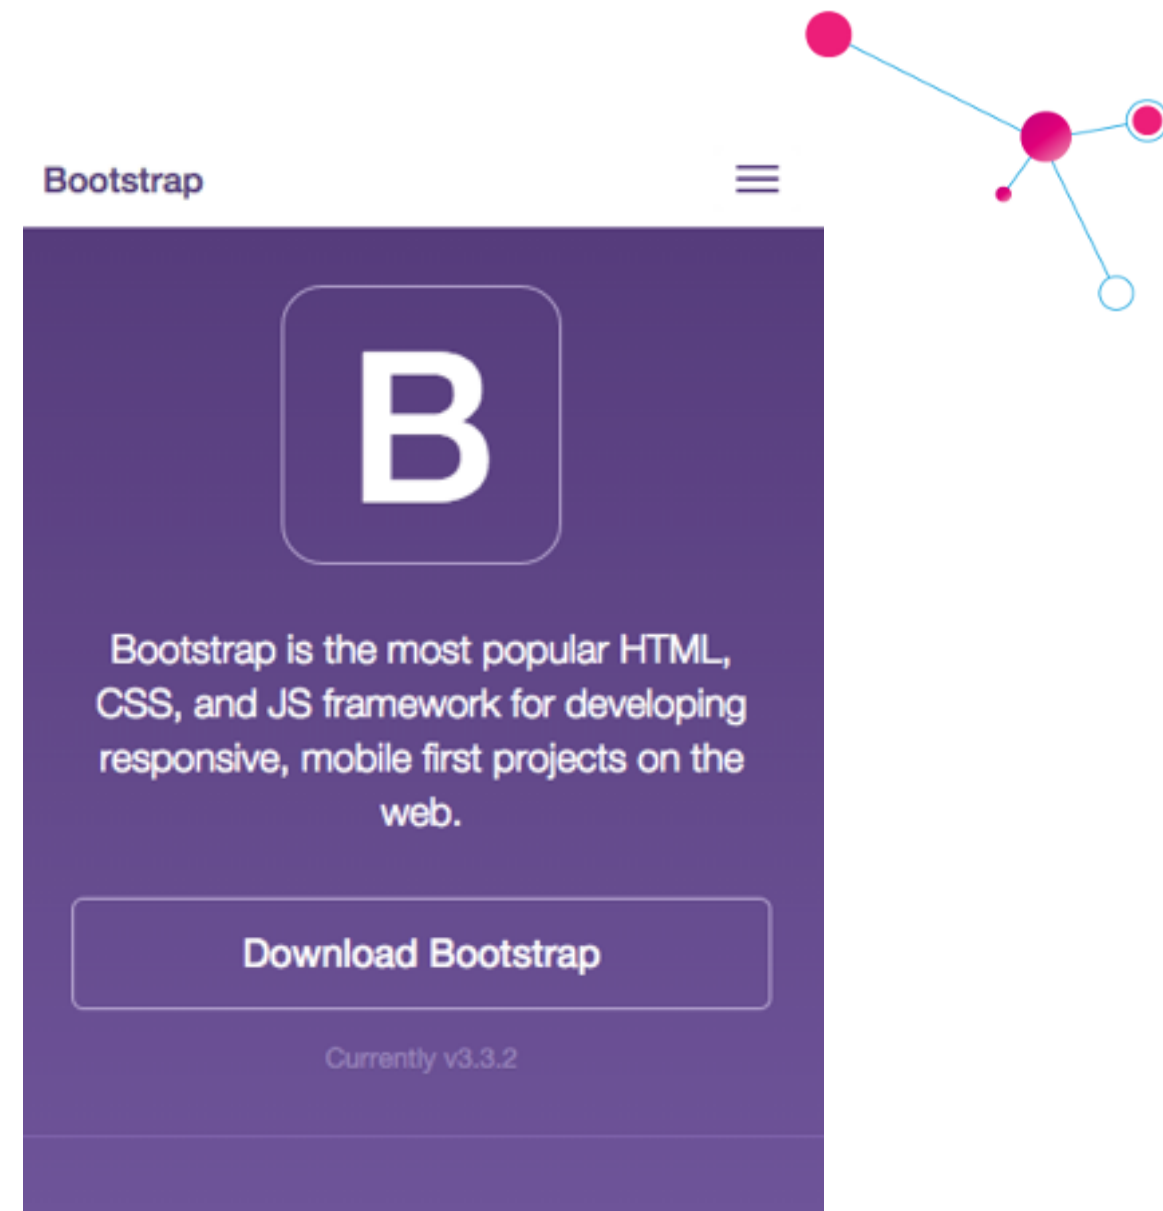 Bootstrap
B
Bootstrap is the most popular HTML,
CSS, and JS framework for developing
responsive, mobile first projects on the
web.
Download Bootstrap
Currently v3.3.2